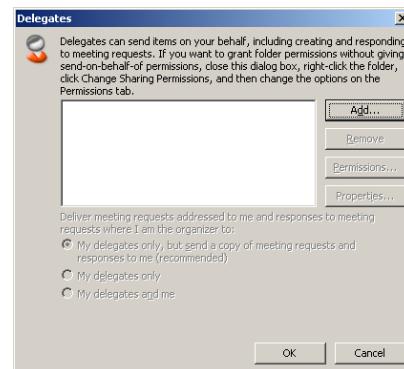 Delegates
Delegates can send items on your behalf, including creating and responding
to meeting requests. If you want to grant folder permissions without giving
send-on-behalf-of permissions, close this dialog box, right-click the folder,
click Change Sharing Permissions, and then change the options on the
Permissions tab.
Add...
Remove
Permissions...
Properties...
Deliver meeting requests addressed to me and responses to meeting
requests where I am the organizer to:
My delegates only, but send a copy of meeting requests and
responses to me (recommended)
My delegates only
My delegates and me
OK Cancel